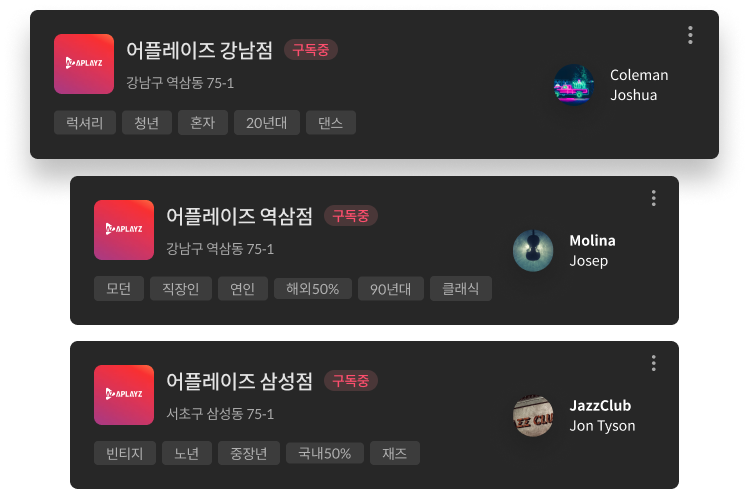 APLAYZ
어플레이즈 강남점
구독중
강남구 역삼동 75-1
Coleman
Joshua
럭셔리
청년
혼자
20년대
댄스
APLAYZ
어플레이즈 역삼점
구독중
강남구 역삼동 75-1
Molina
Josep
모던
직장인
연인
해외50%
90년대
클래식
APLAYZ
어플레이즈 삼성점
구독중
서초구 삼성동 75-1
JazzClub
Jon Tyson
빈티지
노년
중장년
국내50%
재즈